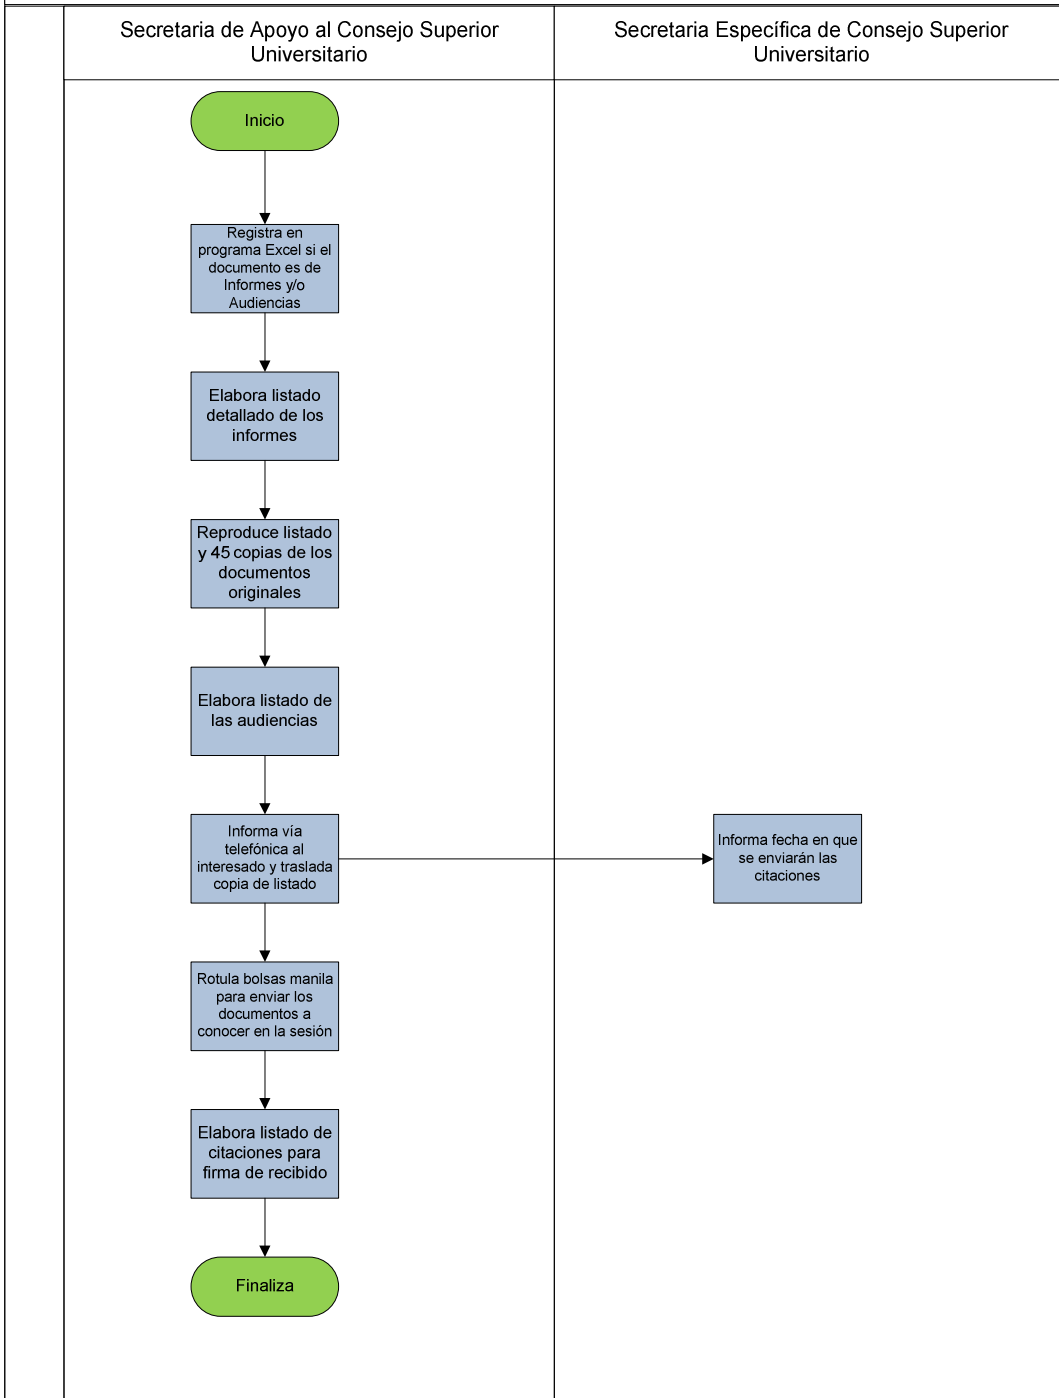 Secretaria de Apoyo al Consejo Superior
Universitario
Secretaria Específica de Consejo Superior
Universitario
Inicio
Registra en
programa Excel si el
documento es de
Informes y/o
Audiencias
Elabora listado
detallado de los
informes
Reproduce listado
y 45 copias de los
documentos
originales
Elabora listado de
las audiencias
Informa vía
telefónica al
interesado y traslada
copia de listado
Informa fecha en que
se enviarán las
citaciones
Rotula bolsas manila
para enviar los
documentos a
conocer en la sesión
Elabora listado de
citaciones para
firma de recibido
Finaliza